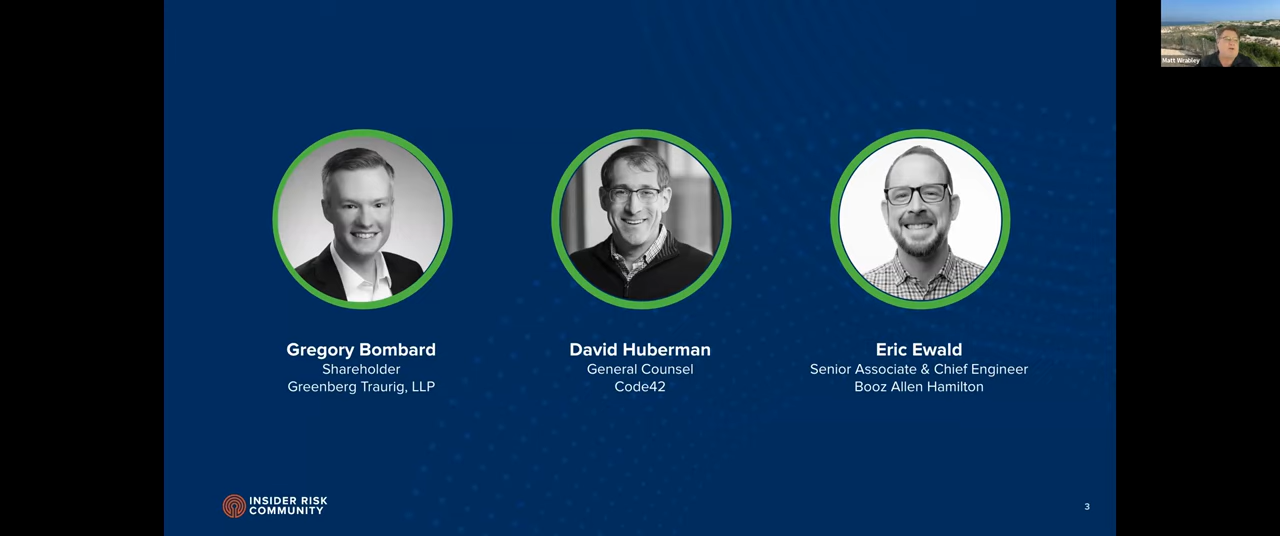 Matt Wrabley
Gregory Bombard
Shareholder
Greenberg Traurig, LLP
David Huberman
General Counsel
Code42
Eric Ewald
Senior Associate & Chief Engineer
Booz Allen Hamilton
INSIDER RISK
COMMUNITY
3